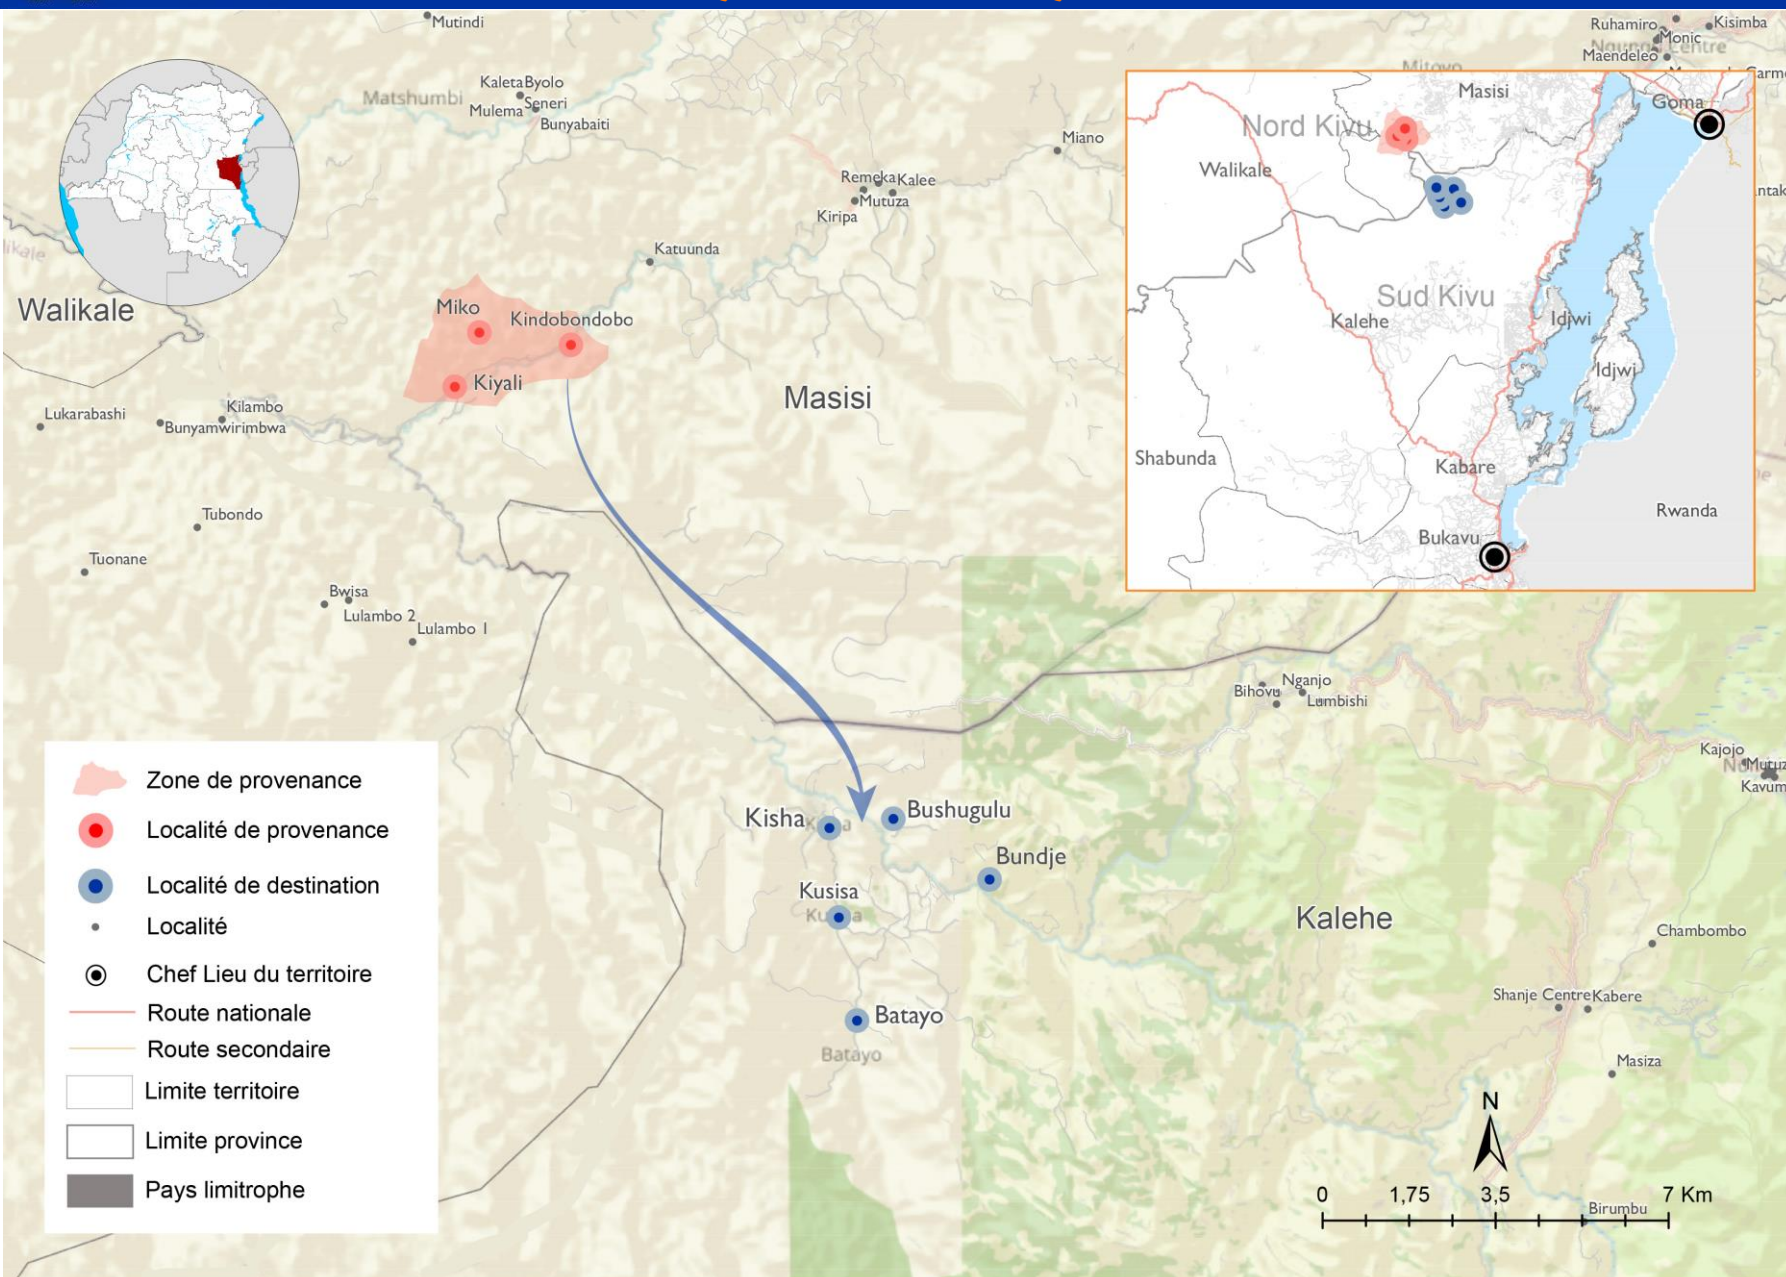 Mutindi
Ruhamiro
Kisimba
Monic
Maendeleo
Mitoyo
Kaleta
Byolo
Matshumbi
Seneri
Mulema
Bunyabaiti
Miano
Remeka
Kalee
Mutuza
Kiripa
Katuunda
Walikale
Miko
Kindobondobo
Kiyali
Masisi
Kilambo
Lukarabashi
Bunyamwirimbwa
Tubondo
Tuonane
Bwisa
Lulambo 2
Lulambo 1
Masisi
Goma
Nord Kivu
Walikale
Sud Kivu
Idjwi
Kalehe
Idjwi
Shabunda
Kabare
Rwanda
Bukavu
Nganjo
Bihovu
Lumbishi
Kajojo
Kisha
Bushugulu
Bundje
Kusisa
Kalehe
Chambombo
Shanje Centre
Kabere
Batayo
Batayo
Masiza
Birumbu
Zone de provenance
Localité de provenance
Localité de destination
Localité
Chef Lieu du territoire
Route nationale
Route secondaire
Limite territoire
Limite province
Pays limitrophe
N
0 1,75 3,5 7 Km